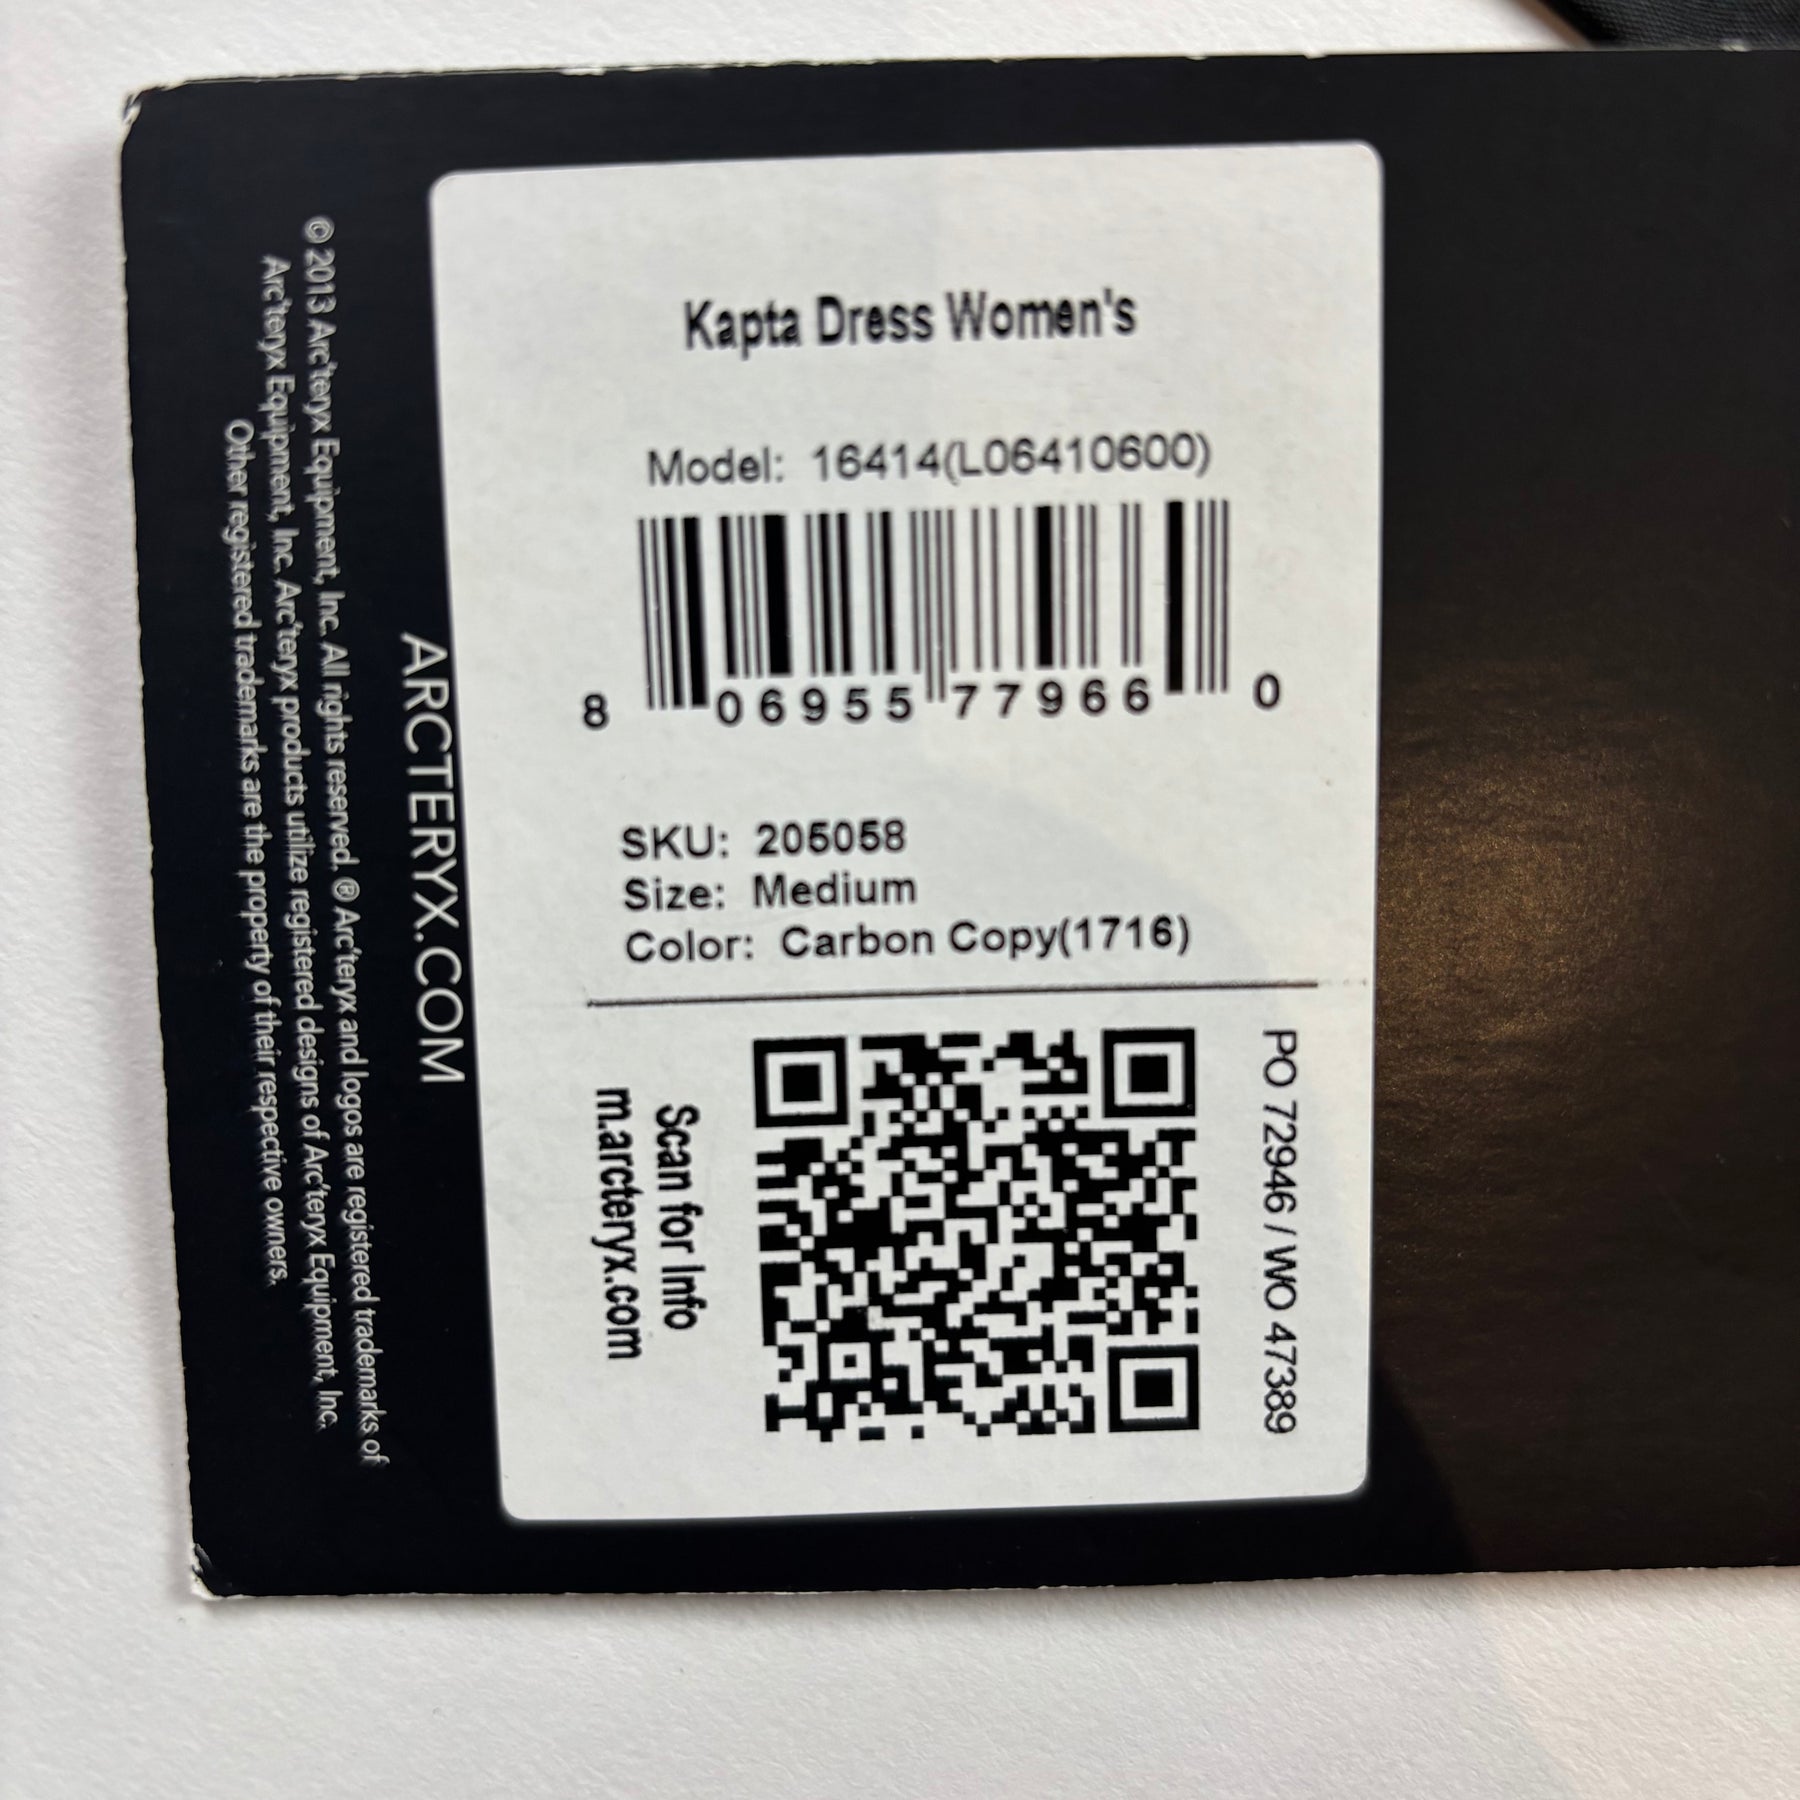 Kapta Dress Women's
Model: 16414(L06410600)
8 06955 77966 0
SKU: 205058
Size: Medium
Color: Carbon Copy(1716)
PO 72946 / WO 47389
Scan for Info
m.arcteryx.com
ARCTERYX.COM
© 2013 Arc'teryx Equipment, Inc. All rights reserved. ® Arc'teryx and logos are registered trademarks of
Arc'teryx Equipment, Inc. Arc'teryx products utilize registered designs of Arc'teryx Equipment, Inc.
Other registered trademarks are the property of their respective owners.